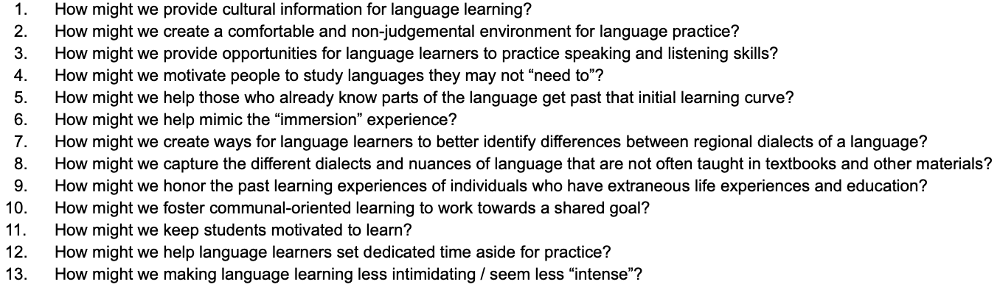 1. How might we provide cultural information for language learning?
2. How might we create a comfortable and non-judgemental environment for language practice?
3. How might we provide opportunities for language learners to practice speaking and listening skills?
4. How might we motivate people to study languages they may not “need to”?
5. How might we help those who already know parts of the language get past that initial learning curve?
6. How might we help mimic the “immersion” experience?
7. How might we create ways for language learners to better identify differences between regional dialects of a language?
8. How might we capture the different dialects and nuances of language that are not often taught in textbooks and other materials?
9. How might we honor the past learning experiences of individuals who have extraneous life experiences and education?
10. How might we foster communal-oriented learning to work towards a shared goal?
11. How might we keep students motivated to learn?
12. How might we help language learners set dedicated time aside for practice?
13. How might we making language learning less intimidating / seem less “intense”?